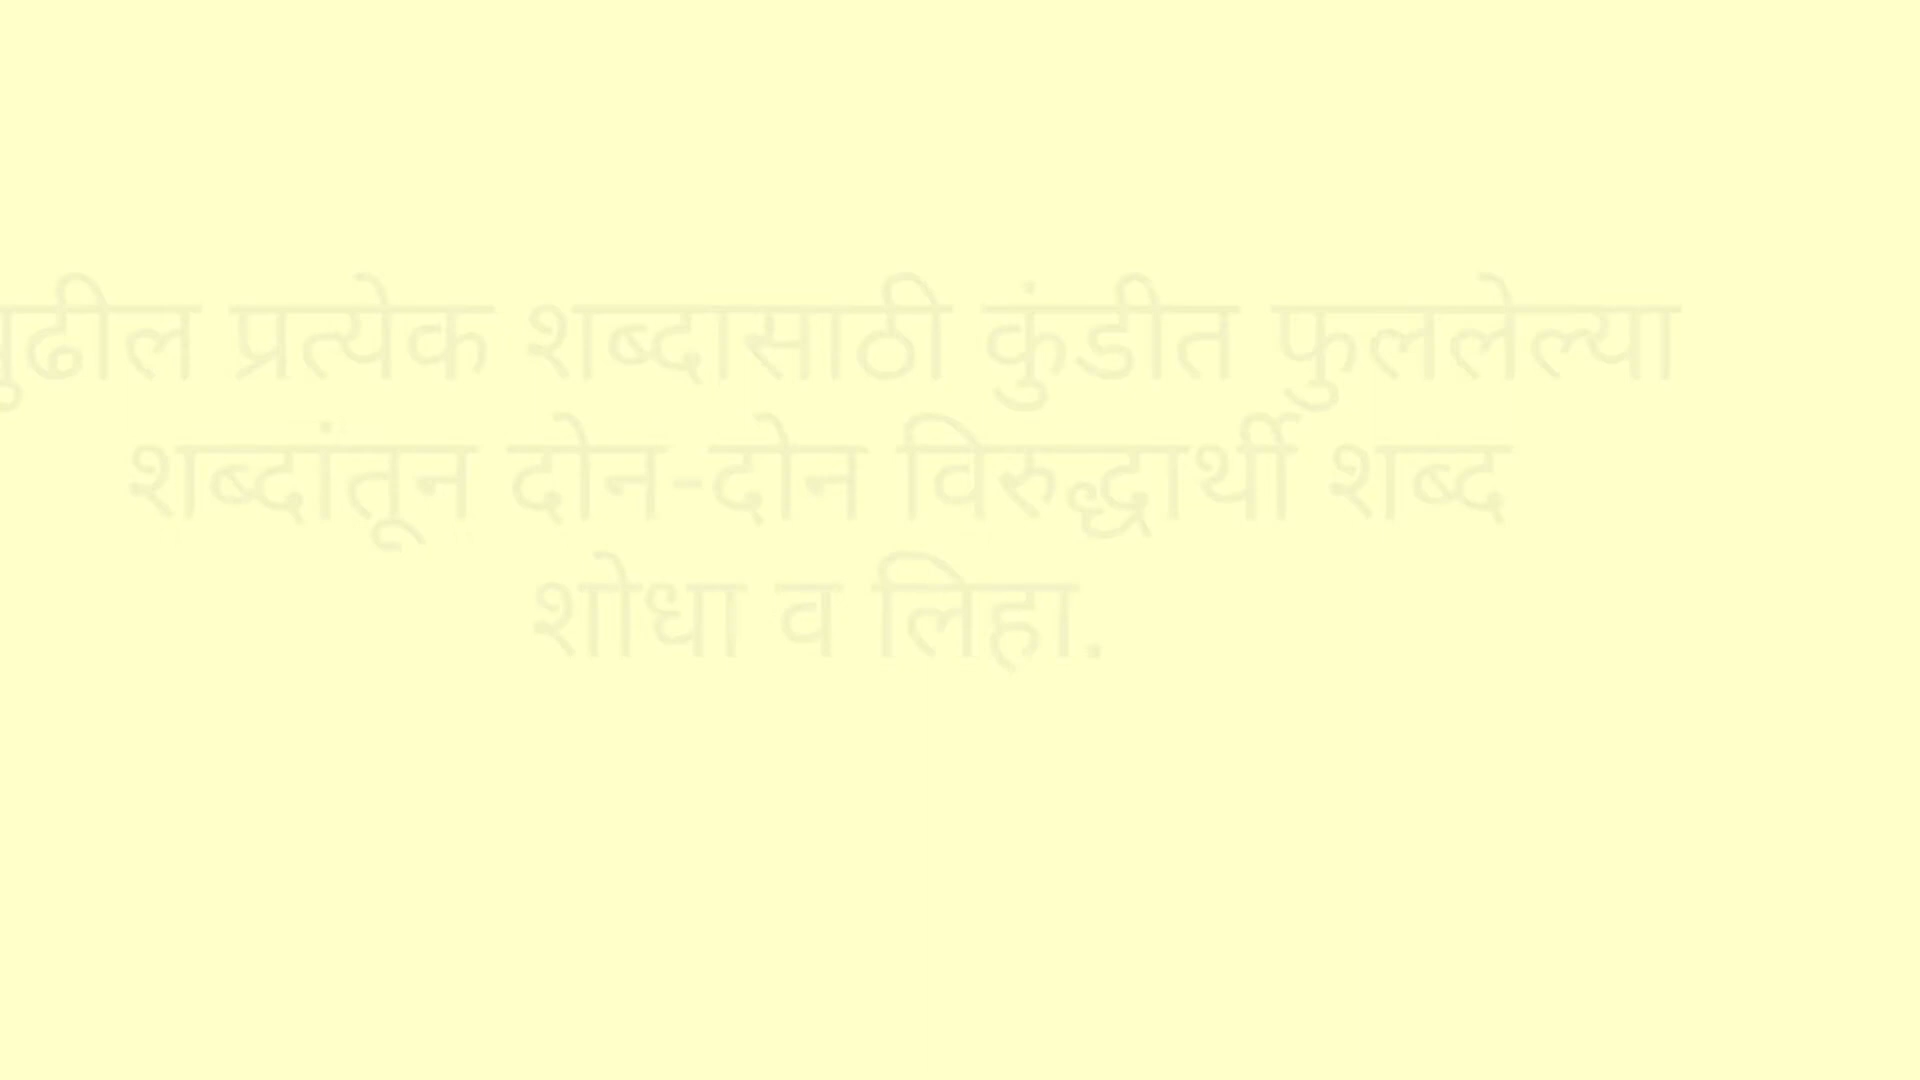 पुढील प्रत्येक शब्दासाठी कुंडीत फुललेल्या
शब्दांतून दोन-दोन विरुद्धार्थी शब्द
शोधा व लिहा.